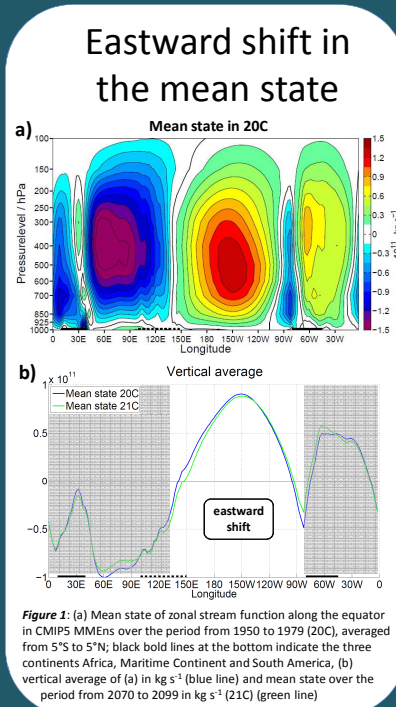 Eastward shift in
the mean state
a)
Mean state in 20C
Pressurelevel / hPa
100
150
200
250
300
400
500
600
700
850
925
1000
0
30E
60E
90E
120E
150E
180
150W
120W
90W
60W
30W
Longitude
1.5
1.2
0.9
0.6
0.3
0
-0.3
-0.6
-0.9
-1.2
-1.5
10¹¹ kg s⁻¹
b)
Vertical average
1 x 10¹¹
Mean state 20C
Mean state 21C
0.5
0
-0.5
-1
eastward
shift
0 30E 60E 90E 120E 150E 180 150W 120W 90W 60W 30W 0
Longitude
Figure 1: (a) Mean state of zonal stream function along the equator
in CMIP5 MMEns over the period from 1950 to 1979 (20C), averaged
from 5°S to 5°N; black bold lines at the bottom indicate the three
continents Africa, Maritime Continent and South America, (b)
vertical average of (a) in kg s⁻¹ (blue line) and mean state over the
period from 2070 to 2099 in kg s⁻¹ (21C) (green line)